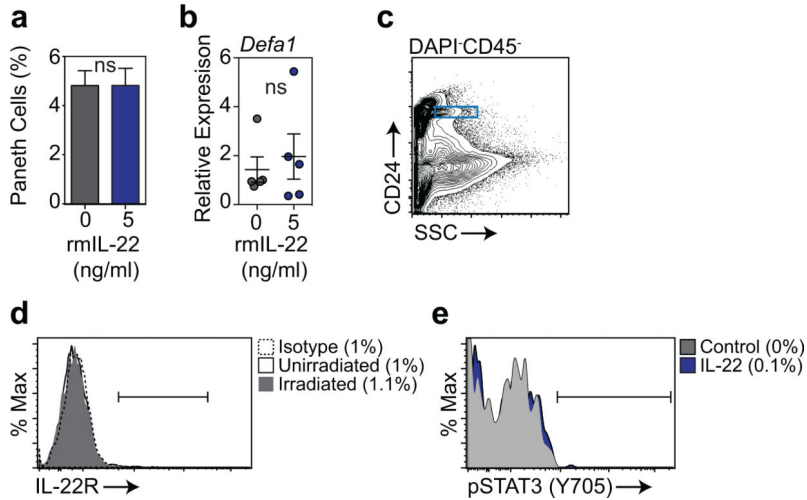 a
Paneth Cells (%)
6
4
2
0
ns
0 5
rmIL-22
(ng/ml)
b
Defa1
Relative Expresison
6
4
2
0
ns
0 5
rmIL-22
(ng/ml)
c
DAPI-CD45-
CD24
SSC
d
% Max
IL-22R
Isotype (1%)
Unirradiated (1%)
Irradiated (1.1%)
e
% Max
pSTAT3 (Y705)
Control (0%)
IL-22 (0.1%)